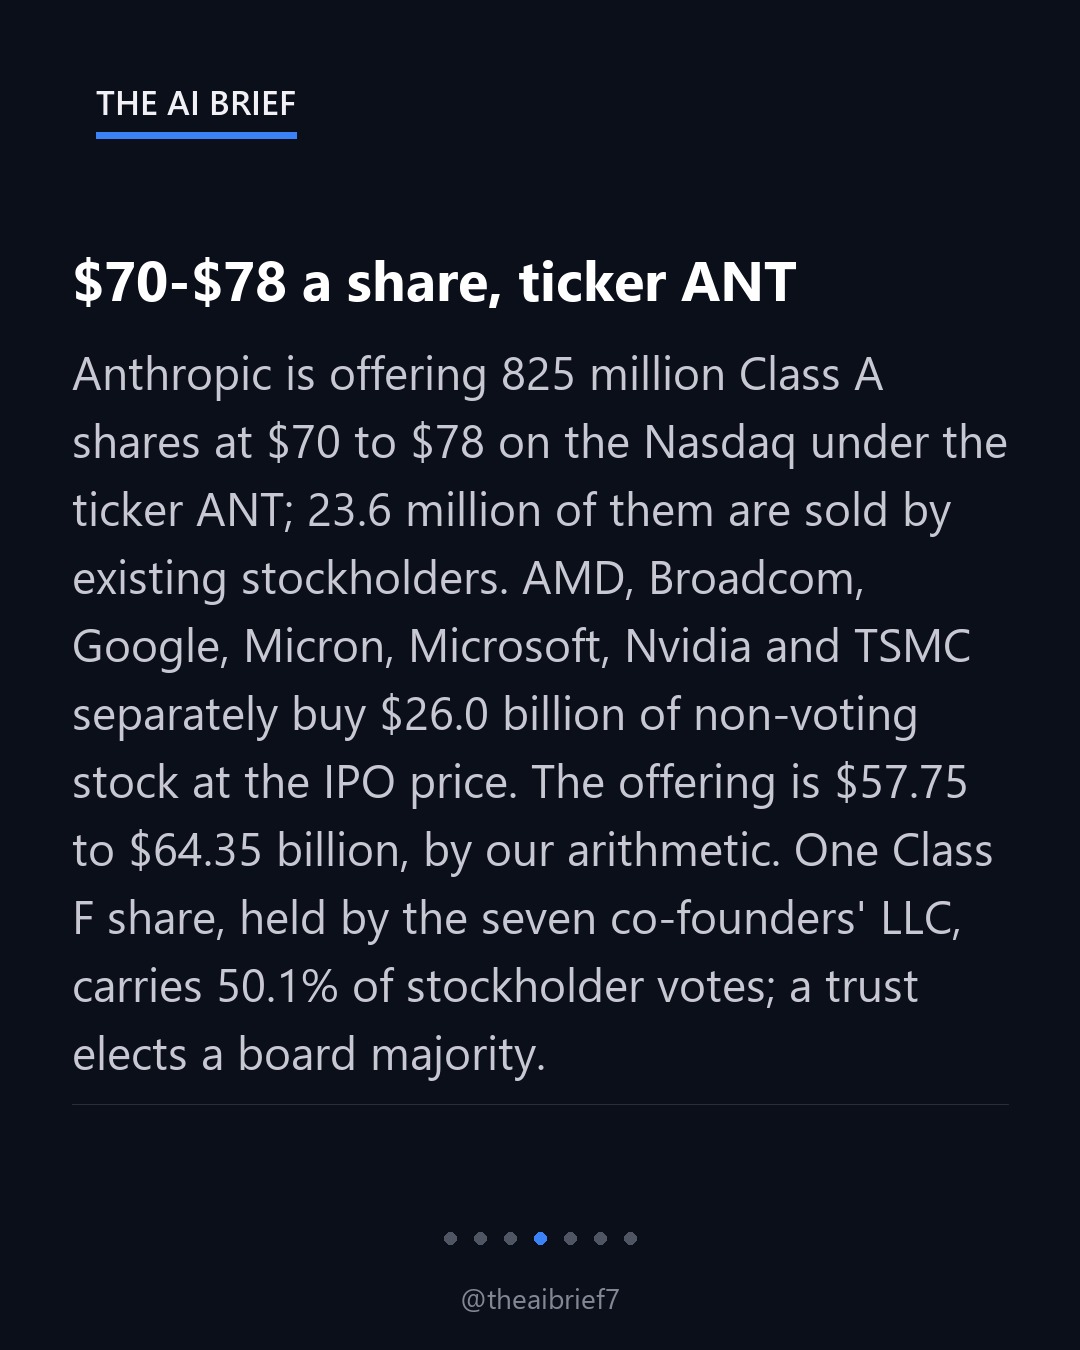 THE AI BRIEF
$70-$78 a share, ticker ANT
Anthropic is offering 825 million Class A
shares at $70 to $78 on the Nasdaq under the
ticker ANT; 23.6 million of them are sold by
existing stockholders. AMD, Broadcom,
Google, Micron, Microsoft, Nvidia and TSMC
separately buy $26.0 billion of non-voting
stock at the IPO price. The offering is $57.75
to $64.35 billion, by our arithmetic. One Class
F share, held by the seven co-founders' LLC,
carries 50.1% of stockholder votes; a trust
elects a board majority.
@theaibrief7